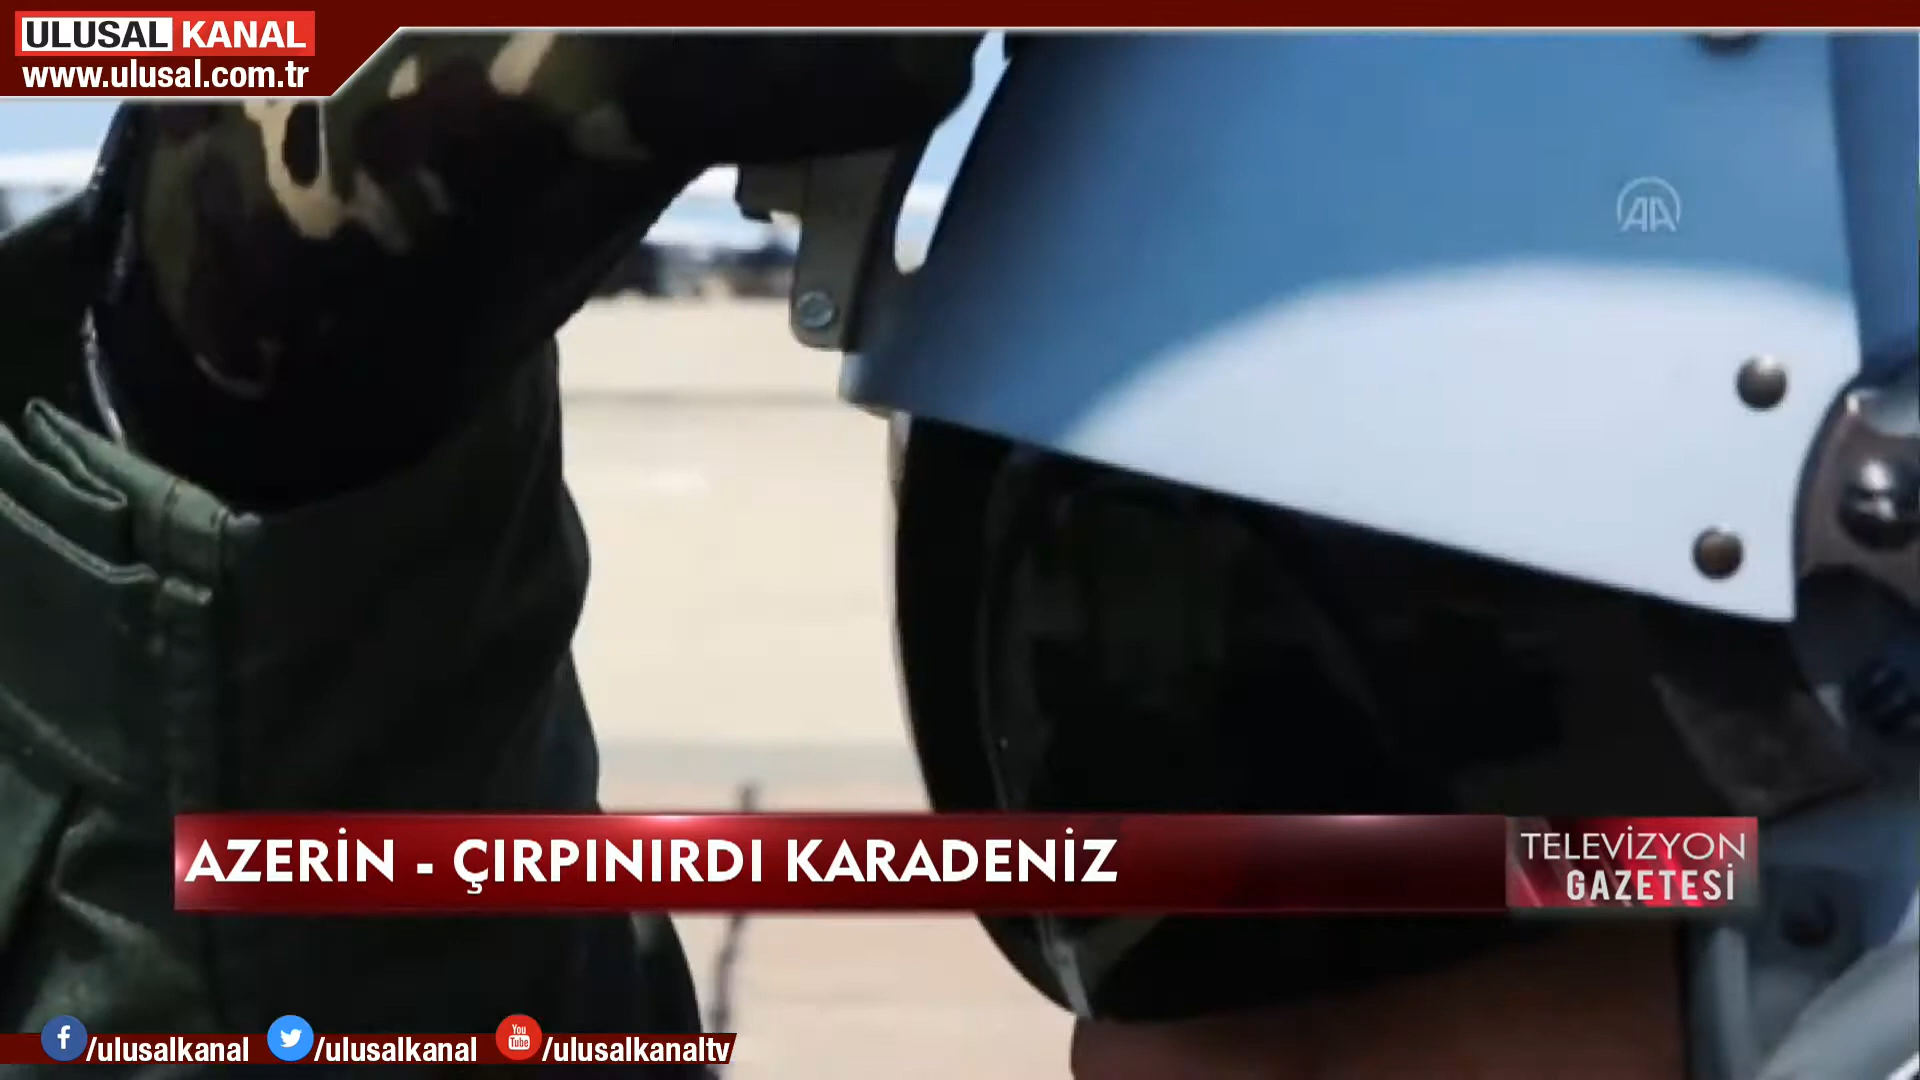 ULUSAL KANAL
www.ulusal.com.tr
AA
AZERİN - ÇIRPINIRDI KARADENİZ
TELEVİZYON
GAZETESİ
f /ulusalkanal
/ulusalkanal
You
Tube
/ulusalkanaltv